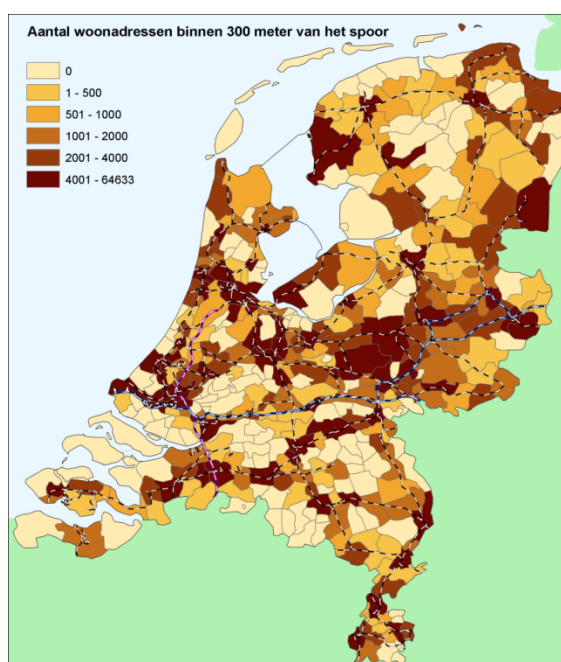 Aantal woonadressen binnen 300 meter van het spoor
0
1 - 500
501 - 1000
1001 - 2000
2001 - 4000
4001 - 64633